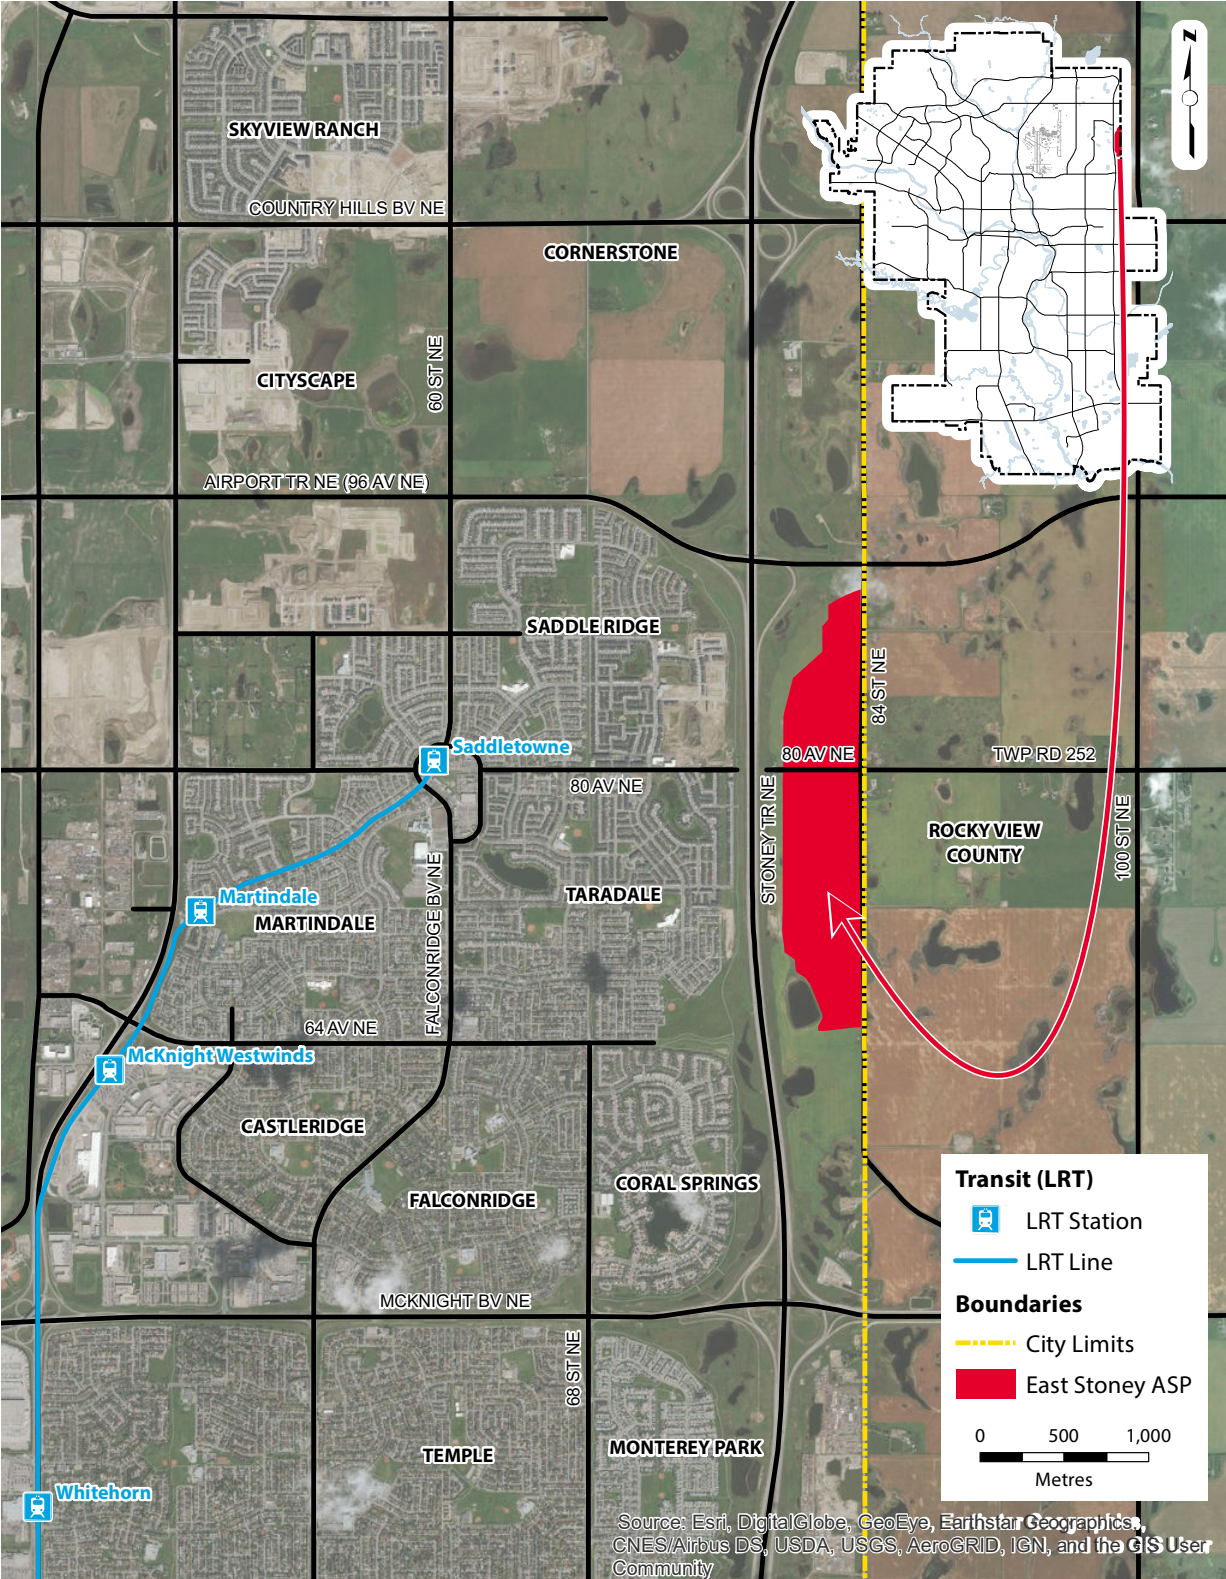 N
SKYVIEW RANCH
COUNTRY HILLS BV NE
CORNERSTONE
60 ST NE
CITYSCAPE
AIRPORT TR NE (96 AV NE)
SADDLE RIDGE
84 ST NE
Saddletowne
80 AV NE
TWP RD 252
80 AV NE
STONEY TR NE
100 ST NE
ROCKY VIEW
COUNTY
FALCONRIDGE BV NE
Martindale
TARADALE
MARTINDALE
64 AV NE
McKnight Westwinds
CASTLERIDGE
FALCONRIDGE
CORAL SPRINGS
MCKNIGHT BV NE
68 ST NE
TEMPLE
MONTEREY PARK
Whitehorn
Transit (LRT)
LRT Station
LRT Line
Boundaries
City Limits
East Stoney ASP
0 500 1,000
Metres
Source: Esri, DigitalGlobe, GeoEye, Earthstar Geographics,
CNES/Airbus DS, USDA, USGS, AeroGRID, IGN, and the GIS User
Community